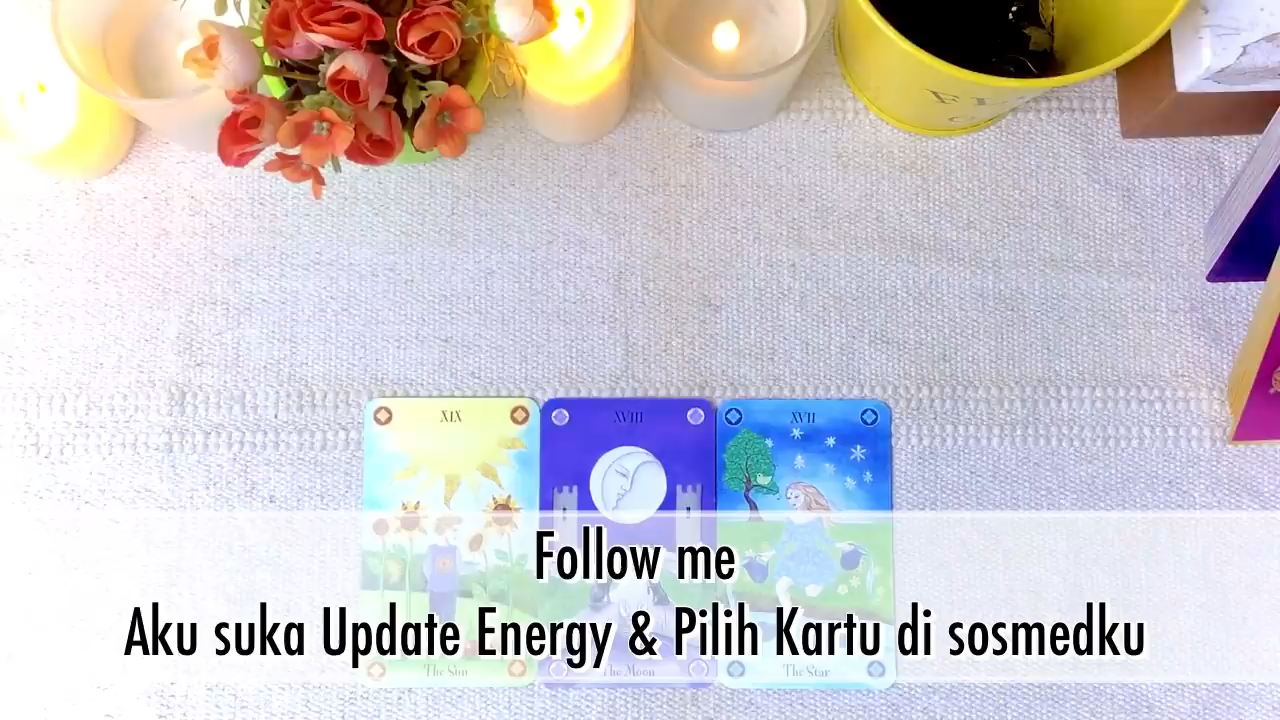 XIX
XVIII
XVII
Follow me
Aku suka Update Energy & Pilih Kartu di sosmedku
The Sun
The Moon
The Star